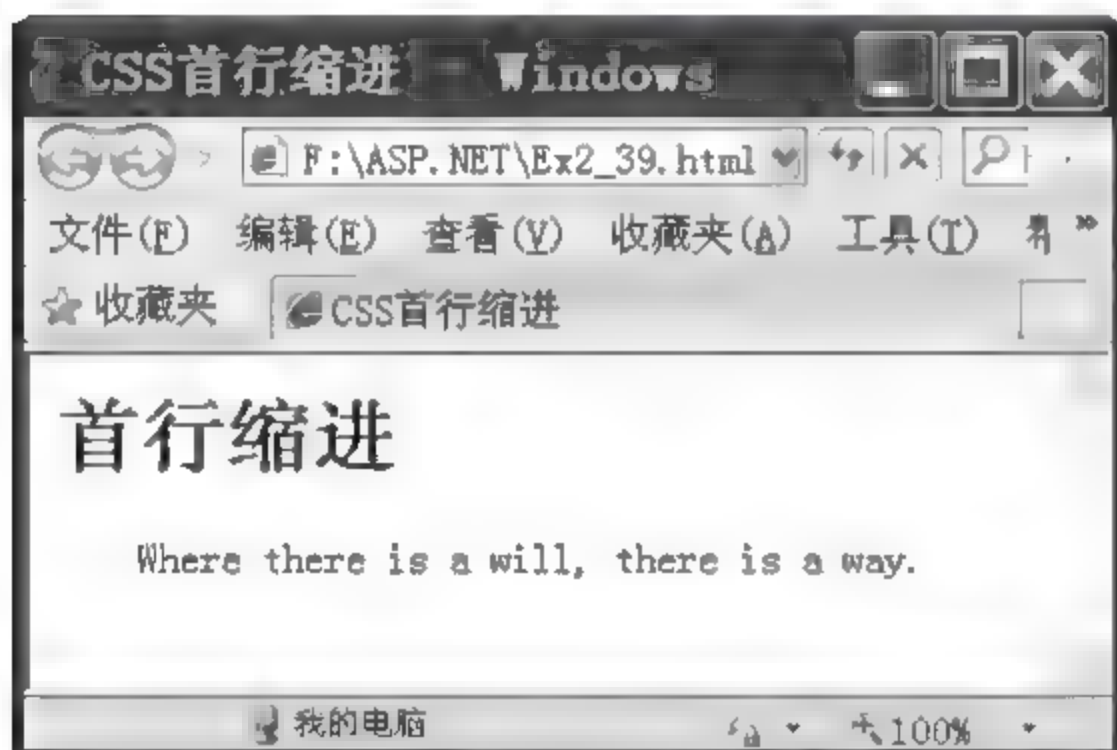 CSS首行缩进 - Windows
F:\ASP.NET\Ex2_39.html
文件(F) 编辑(E) 查看(V) 收藏夹(A) 工具(T)
收藏夹 CSS首行缩进
首行缩进
Where there is a will, there is a way.
我的电脑 100%